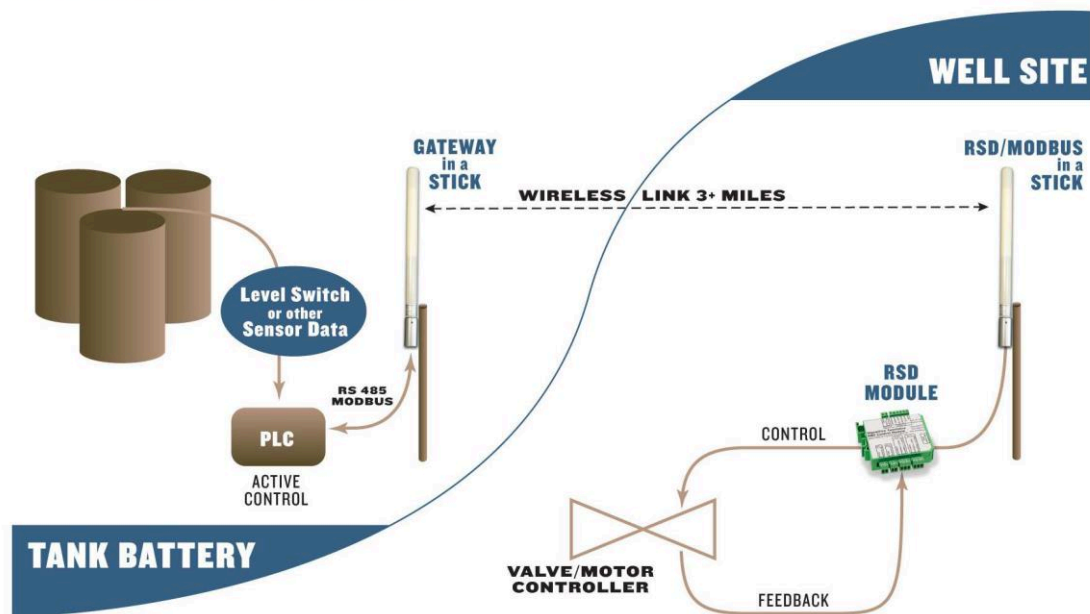 WELL SITE
GATEWAY
in a
STICK
RSD/MODBUS
in a
STICK
WIRELESS LINK 3+ MILES
Level Switch
or other
Sensor Data
RS 485
MODBUS
PLC
ACTIVE
CONTROL
RSD
MODULE
CONTROL
VALVE/MOTOR
CONTROLLER
FEEDBACK
TANK BATTERY